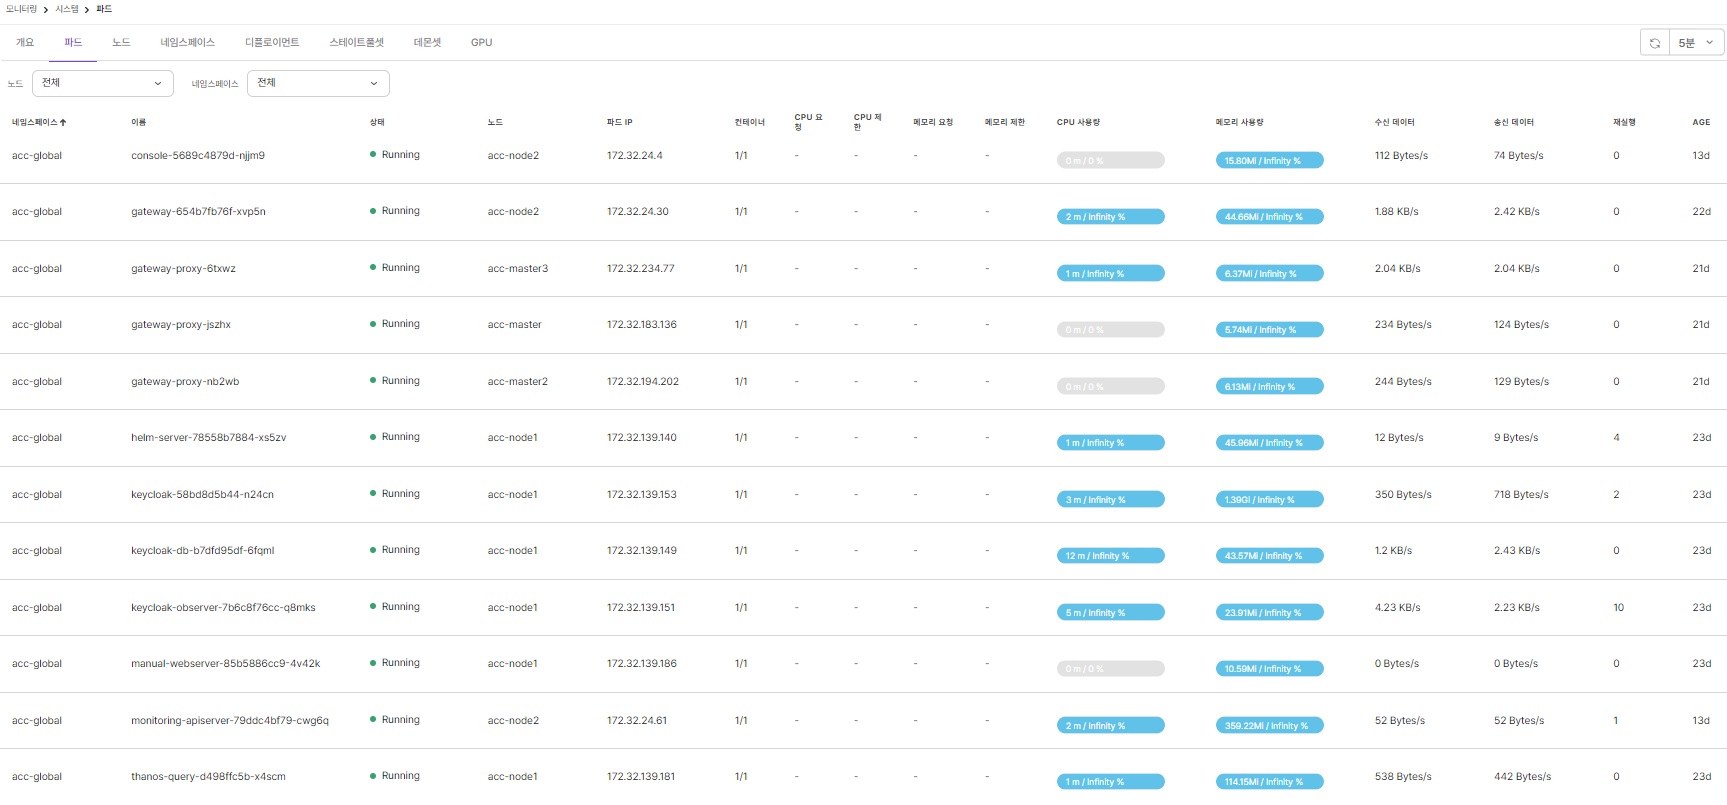 모니터링 > 시스템 > 파드
개요 파드 노드 네임스페이스 디플로이먼트 스테이트풀셋 데몬셋 GPU 5분
노드 전체 네임스페이스 전체
네임스페이스 이름 상태 노드 파드 IP 컨테이너 CPU 요청 CPU 제한 메모리 요청 메모리 제한 CPU 사용량 메모리 사용량 수신 데이터 송신 데이터 재실행 AGE
acc-global console-5689c4879d-njjm9 Running acc-node2 172.32.24.4 1/1 - - - - 0 m / 0 % 15.80Mi / Infinity % 112 Bytes/s 74 Bytes/s 0 13d
acc-global gateway-654b7fb76f-xvp5n Running acc-node2 172.32.24.30 1/1 - - - - 2 m / Infinity % 44.66Mi / Infinity % 1.88 KB/s 2.42 KB/s 0 22d
acc-global gateway-proxy-6txwz Running acc-master3 172.32.234.77 1/1 - - - - 1 m / Infinity % 6.37Mi / Infinity % 2.04 KB/s 2.04 KB/s 0 21d
acc-global gateway-proxy-jszhx Running acc-master 172.32.183.136 1/1 - - - - 0 m / 0 % 5.74Mi / Infinity % 234 Bytes/s 124 Bytes/s 0 21d
acc-global gateway-proxy-nb2wb Running acc-master2 172.32.194.202 1/1 - - - - 0 m / 0 % 6.13Mi / Infinity % 244 Bytes/s 129 Bytes/s 0 21d
acc-global helm-server-78558b7884-xs5zv Running acc-node1 172.32.139.140 1/1 - - - - 1 m / Infinity % 45.96Mi / Infinity % 12 Bytes/s 9 Bytes/s 4 23d
acc-global keycloak-58bd8d5b44-n24cn Running acc-node1 172.32.139.153 1/1 - - - - 3 m / Infinity % 1.39Gi / Infinity % 350 Bytes/s 718 Bytes/s 2 23d
acc-global keycloak-db-b7dfd95df-6fqml Running acc-node1 172.32.139.149 1/1 - - - - 12 m / Infinity % 43.57Mi / Infinity % 1.2 KB/s 2.43 KB/s 0 23d
acc-global keycloak-observer-7b6c8f76cc-q8mks Running acc-node1 172.32.139.151 1/1 - - - - 5 m / Infinity % 23.91Mi / Infinity % 4.23 KB/s 2.23 KB/s 10 23d
acc-global manual-webserver-85b5886cc9-4v42k Running acc-node1 172.32.139.186 1/1 - - - - 0 m / 0 % 10.59Mi / Infinity % 0 Bytes/s 0 Bytes/s 0 23d
acc-global monitoring-apiserver-79ddc4bf79-cwg6q Running acc-node2 172.32.24.61 1/1 - - - - 2 m / Infinity % 359.22Mi / Infinity % 52 Bytes/s 52 Bytes/s 1 13d
acc-global thanos-query-d498ffc5b-x4scm Running acc-node1 172.32.139.181 1/1 - - - - 1 m / Infinity % 114.15Mi / Infinity % 538 Bytes/s 442 Bytes/s 0 23d